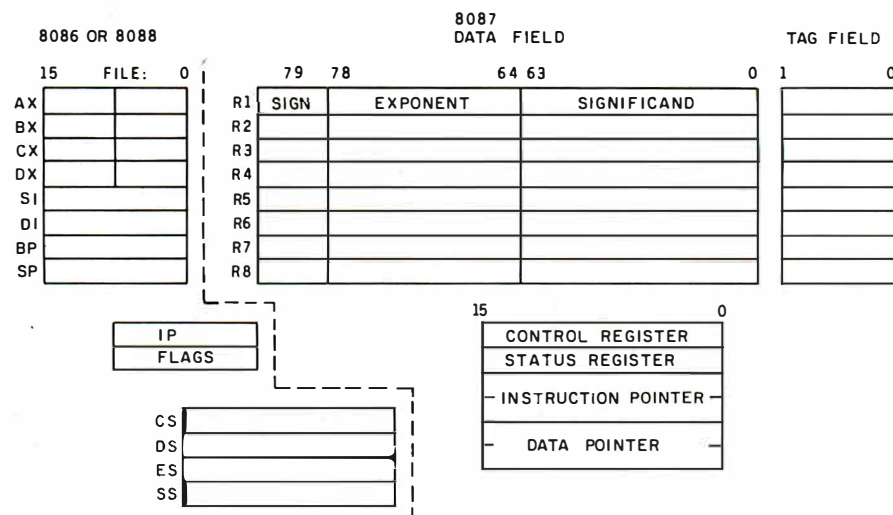 8086 OR 8088
15 FILE: 0
AX
BX
CX
DX
SI
DI
BP
SP
IP
FLAGS
CS
DS
ES
SS
8087
DATA FIELD
79 78 64 63 0
R1 SIGN EXPONENT SIGNIFICAND
R2
R3
R4
R5
R6
R7
R8
TAG FIELD
1 0
15 0
CONTROL REGISTER
STATUS REGISTER
INSTRUCTION POINTER
DATA POINTER